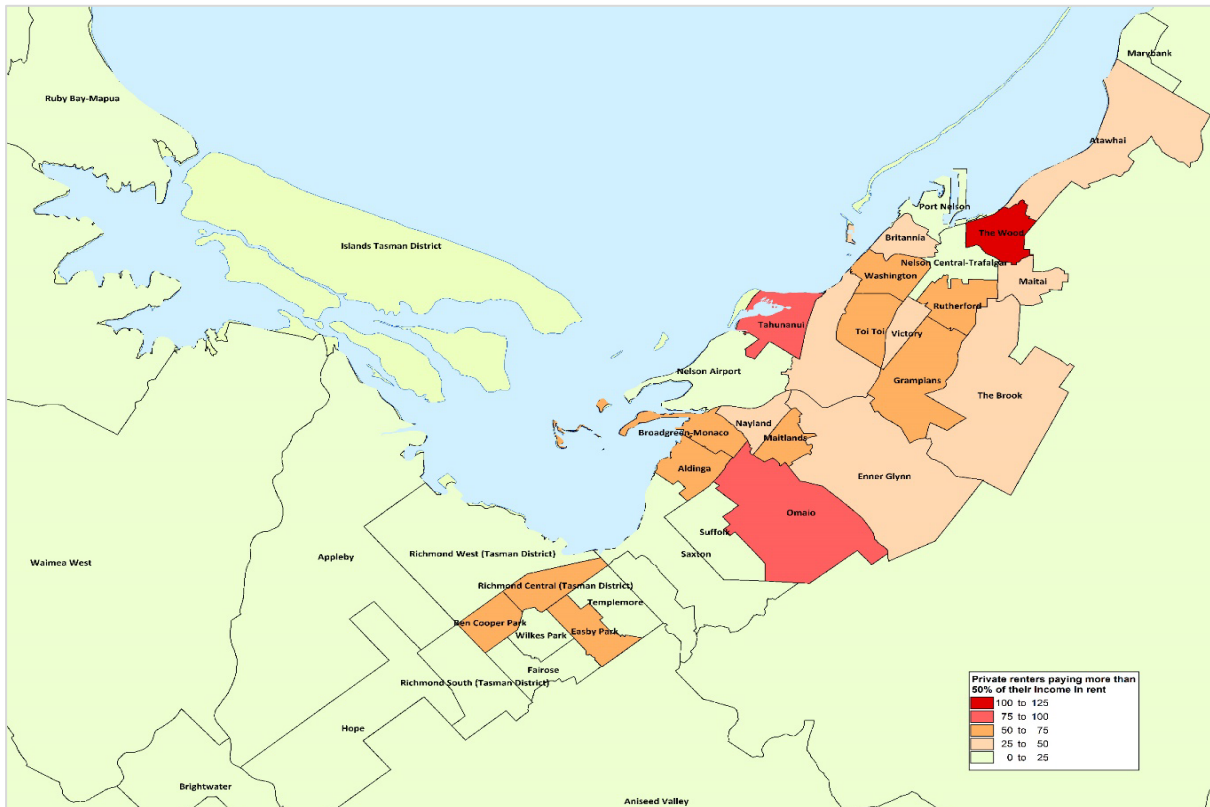 Marybank
Ruby Bay-Mapua
Atawhai
Port Nelson
The Wood
Britannia
Islands Tasman District
Nelson Central-Trafalgar
Washington
Maitai
Rutherford
Tahunanui
Toi Toi
Victory
Nelson Airport
Grampians
The Brook
Nayland
Broadgreen-Monaco
Maitlands
Aldinga
Enner Glynn
Omaio
Suffolk
Saxton
Appleby
Richmond West (Tasman District)
Waimea West
Richmond Central (Tasman District)
Templemore
Ben Cooper Park
Wilkes Park
Easby Park
Fairose
Richmond South (Tasman District)
Hope
Brightwater
Aniseed Valley
Private renters paying more than
50% of their income in rent
100 to 125
75 to 100
50 to 75
25 to 50
0 to 25